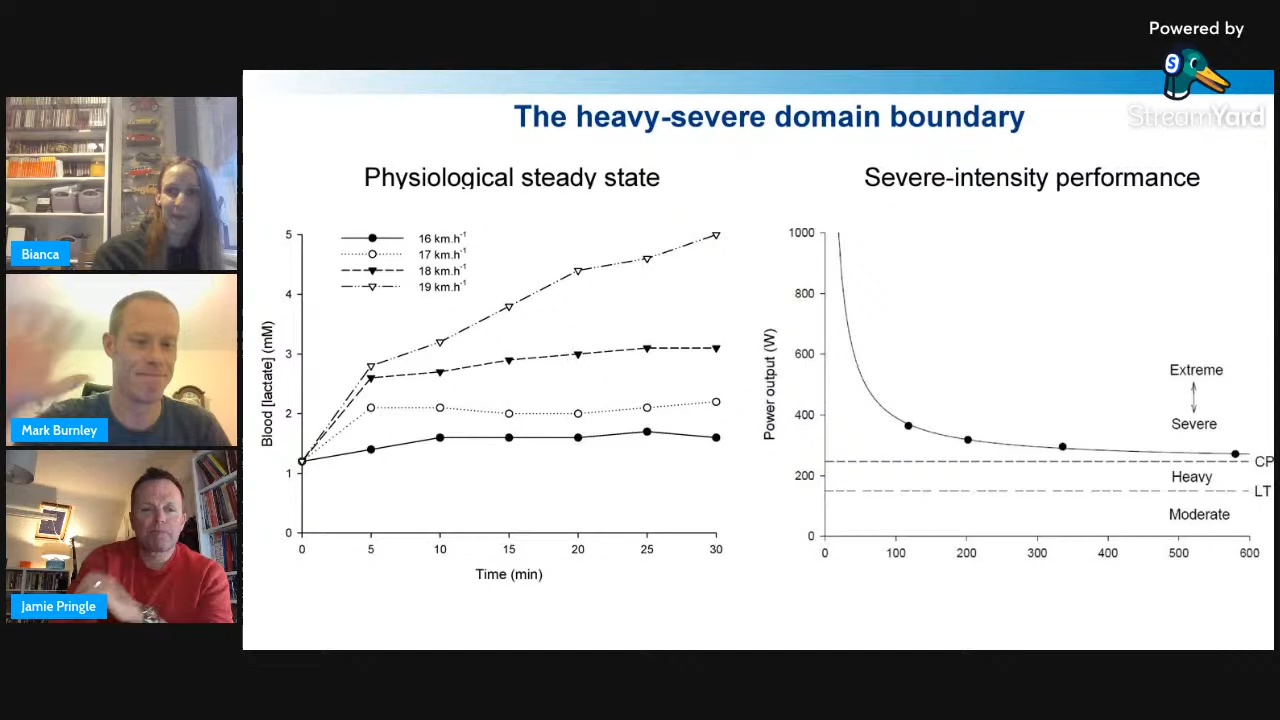 Powered by
S
StreamYard
The heavy-severe domain boundary
Bianca
Mark Burnley
Jamie Pringle
Physiological steady state
16 km.h-1
17 km.h-1
18 km.h-1
19 km.h-1
5
4
3
2
1
0
Blood [lactate] (mM)
0 5 10 15 20 25 30
Time (min)
Severe-intensity performance
1000
800
600
400
200
0
Power output (W)
Extreme
Severe
CP
Heavy
LT
Moderate
0 100 200 300 400 500 600